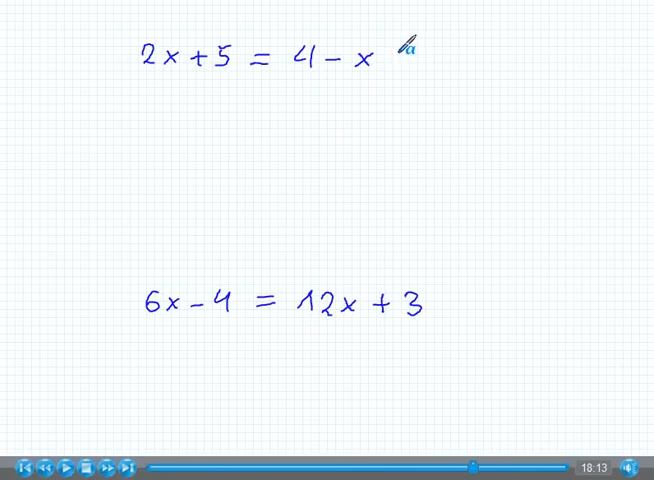 2x + 5 = 4 - x
6x - 4 = 12x + 3
18:13